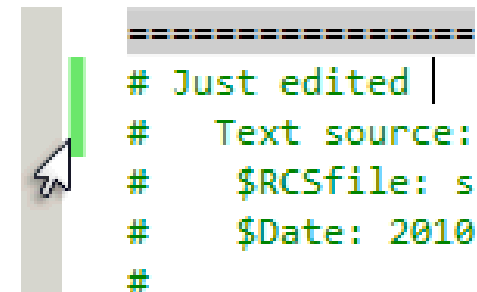 ================
# Just edited
#   Text source:
#    $RCSfile: s
#    $Date: 2010
#